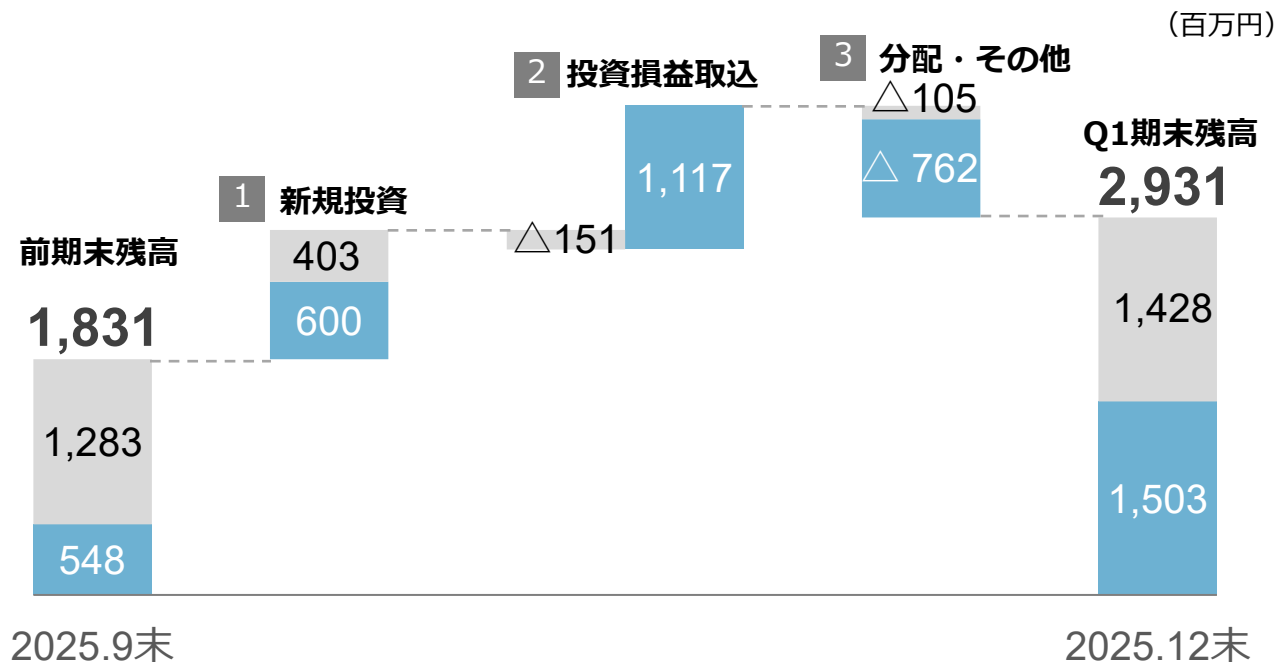 （百万円）
前期末残高
1,831
1,283
548
2025.9末
1 新規投資
403
600
2 投資損益取込
△151
1,117
3 分配・その他
△105
△ 762
Q1期末残高
2,931
1,428
1,503
2025.12末